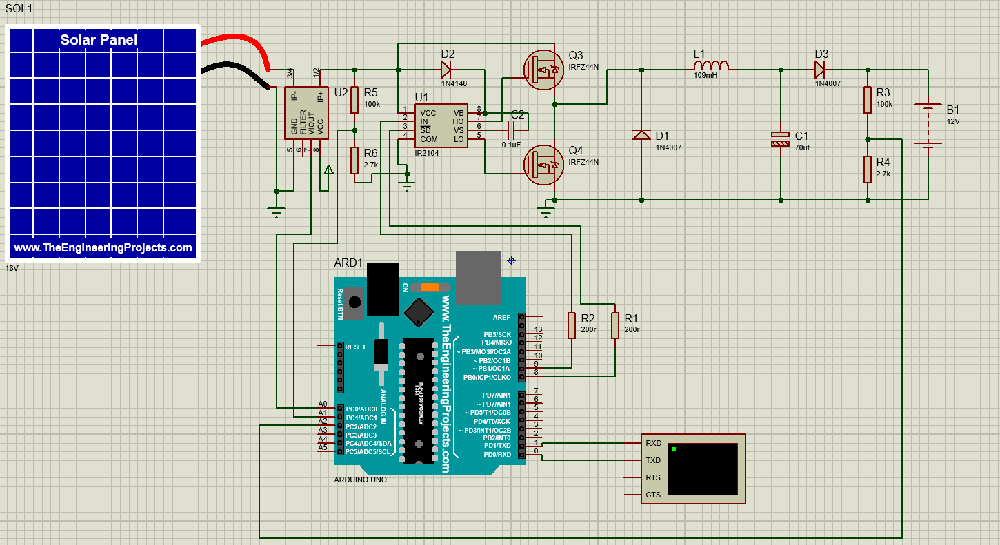 SOL1
Solar Panel
www.TheEngineeringProjects.com
18V
3/4
1/2
IP-
IP+
U2
GND
FILTER
VIOUT
VCC
5
6
7
8
R5
100k
R6
2.7k
D2
1N4148
U1
1 VCC VB 8
2 IN HO 7
3 SD VS 6
4 COM LO 5
IR2104
C2
0.1uF
Q3
IRFZ44N
Q4
IRFZ44N
D1
1N4007
L1
109mH
C1
70uf
D3
1N4007
R3
100k
R4
2.7k
B1
12V
ARD1
Reset BTN
ON
www.TheEngineeringProjects.com
RESET
ANALOG IN
1121
ATMEGA328P-PU
AREF
PB5/SCK 13
PB4/MISO 12
~ PB3/MOSI/OC2A 11
~ PB2/OC1B 10
~ PB1/OC1A 9
PB0/ICP1/CLKO 8
PD7/AIN1 7
~ PD7/AIN1 6
~ PD5/T1/OC0B 5
PD4/T0/XCK 4
~ PD3/INT1/OC2B 3
PD2/INT0 2
PD1/TXD 1
PD0/RXD 0
A0 PC0/ADC0
A1 PC1/ADC1
A2 PC2/ADC2
A3 PC3/ADC3
A4 PC4/ADC4/SDA
A5 PC5/ADC5/SCL
ARDUINO UNO
R2
200r
R1
200r
RXD
TXD
RTS
CTS